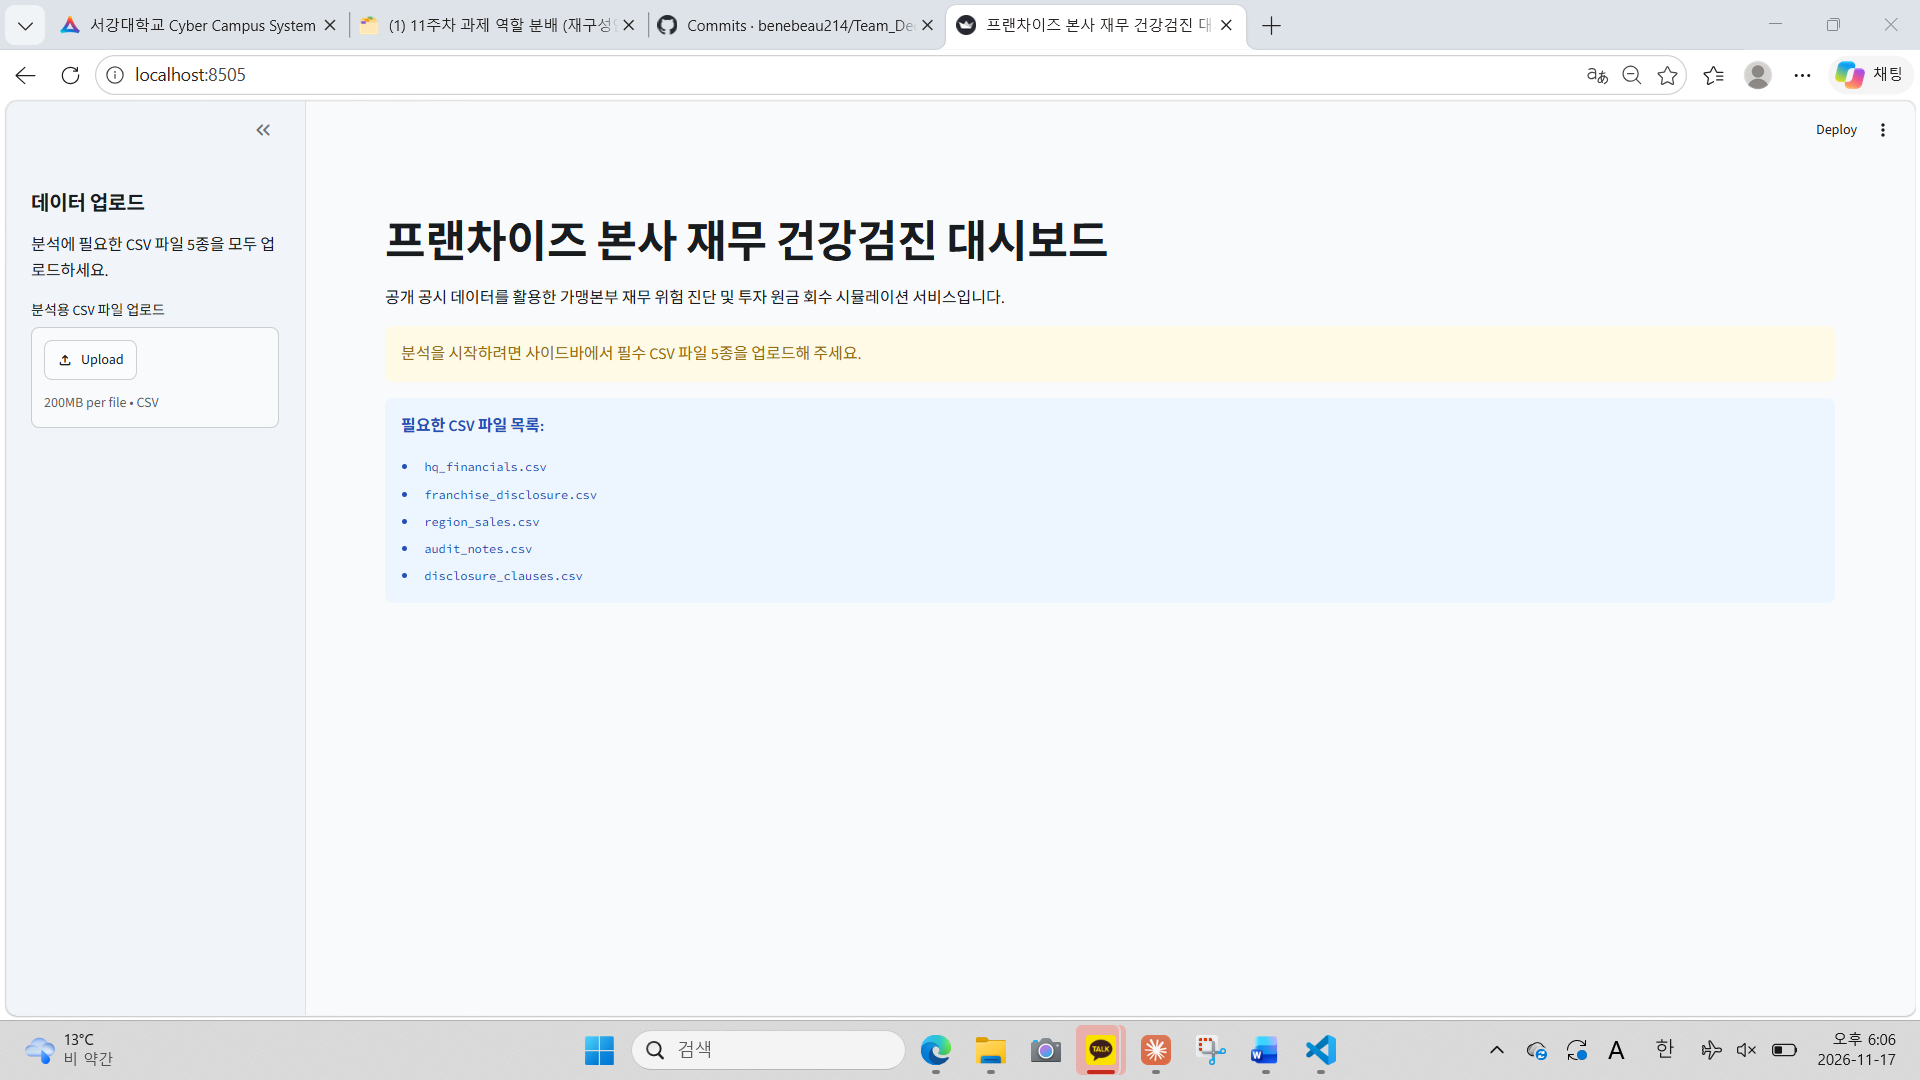 서강대학교 Cyber Campus System
(1) 11주차 과제 역할 분배 (재구성
Commits · benebeau214/Team_De
프랜차이즈 본사 재무 건강검진 대
localhost:8505
채팅
Deploy
데이터 업로드
분석에 필요한 CSV 파일 5종을 모두 업
로드하세요.
분석용 CSV 파일 업로드
Upload
200MB per file • CSV
프랜차이즈 본사 재무 건강검진 대시보드
공개 공시 데이터를 활용한 가맹본부 재무 위험 진단 및 투자 원금 회수 시뮬레이션 서비스입니다.
분석을 시작하려면 사이드바에서 필수 CSV 파일 5종을 업로드해 주세요.
필요한 CSV 파일 목록:
• hq_financials.csv
• franchise_disclosure.csv
• region_sales.csv
• audit_notes.csv
• disclosure_clauses.csv
13°C
비 약간
검색
TALK
A
한
오후 6:06
2026-11-17